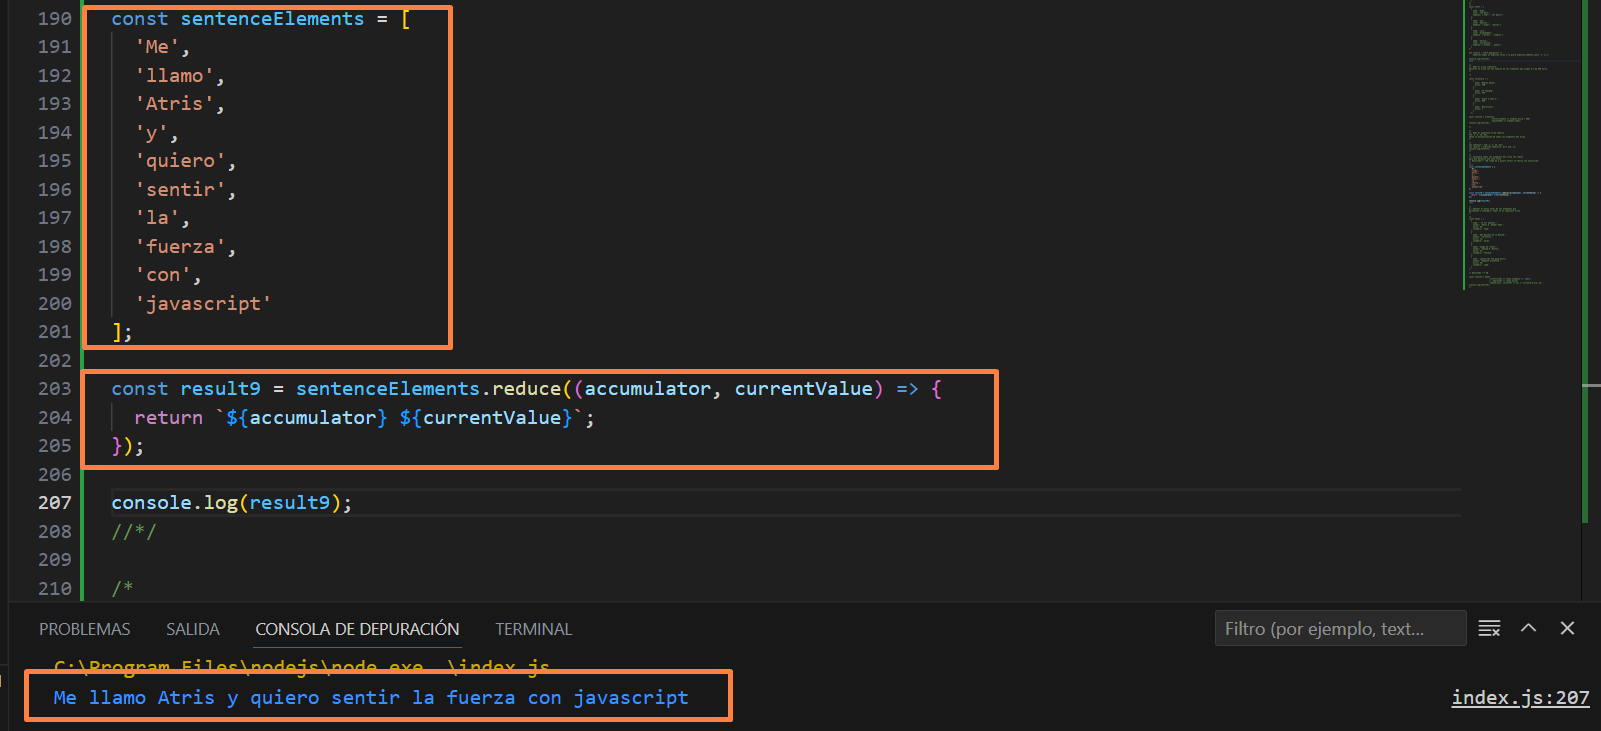 190 const sentenceElements = [
191 'Me',
192 'llamo',
193 'Atris',
194 'y',
195 'quiero',
196 'sentir',
197 'la',
198 'fuerza',
199 'con',
200 'javascript'
201 ];
202
203 const result9 = sentenceElements.reduce((accumulator, currentValue) => {
204 return `${accumulator} ${currentValue}`;
205 });
206
207 console.log(result9);
208 //*/
209
210 /*
PROBLEMAS SALIDA CONSOLA DE DEPURACIÓN TERMINAL Filtro (por ejemplo, text...
C:\Program Files\nodejs\node.exe .\index.js
Me llamo Atris y quiero sentir la fuerza con javascript index.js:207